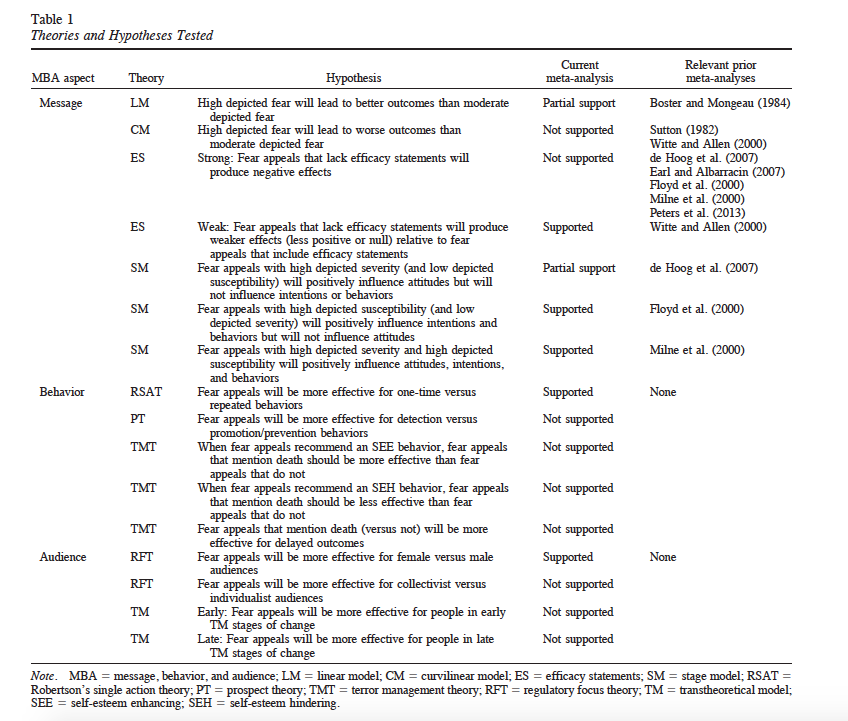 Table 1
Theories and Hypotheses Tested
Current Relevant prior
MBA aspect Theory Hypothesis meta-analysis meta-analyses
Message LM High depicted fear will lead to better outcomes than moderate Partial support Boster and Mongeau (1984)
depicted fear
CM High depicted fear will lead to worse outcomes than Not supported Sutton (1982)
moderate depicted fear Witte and Allen (2000)
ES Strong: Fear appeals that lack efficacy statements will Not supported de Hoog et al. (2007)
produce negative effects Earl and Albarracin (2007)
Floyd et al. (2000)
Milne et al. (2000)
Peters et al. (2013)
ES Weak: Fear appeals that lack efficacy statements will produce Supported Witte and Allen (2000)
weaker effects (less positive or null) relative to fear
appeals that include efficacy statements
SM Fear appeals with high depicted severity (and low depicted Partial support de Hoog et al. (2007)
susceptibility) will positively influence attitudes but will
not influence intentions or behaviors
SM Fear appeals with high depicted susceptibility (and low Supported Floyd et al. (2000)
depicted severity) will positively influence intentions and
behaviors but will not influence attitudes
SM Fear appeals with high depicted severity and high depicted Supported Milne et al. (2000)
susceptibility will positively influence attitudes, intentions,
and behaviors
Behavior RSAT Fear appeals will be more effective for one-time versus Supported None
repeated behaviors
PT Fear appeals will be more effective for detection versus Not supported
promotion/prevention behaviors
TMT When fear appeals recommend an SEE behavior, fear appeals Not supported
that mention death should be more effective than fear
appeals that do not
TMT When fear appeals recommend an SEH behavior, fear appeals Not supported
that mention death should be less effective than fear
appeals that do not
TMT Fear appeals that mention death (versus not) will be more Not supported
effective for delayed outcomes
Audience RFT Fear appeals will be more effective for female versus male Supported None
audiences
RFT Fear appeals will be more effective for collectivist versus Not supported
individualist audiences
TM Early: Fear appeals will be more effective for people in early Not supported
TM stages of change
TM Late: Fear appeals will be more effective for people in late Not supported
TM stages of change
Note. MBA = message, behavior, and audience; LM = linear model; CM = curvilinear model; ES = efficacy statements; SM = stage model; RSAT =
Robertson's single action theory; PT = prospect theory; TMT = terror management theory; RFT = regulatory focus theory; TM = transtheoretical model;
SEE = self-esteem enhancing; SEH = self-esteem hindering.